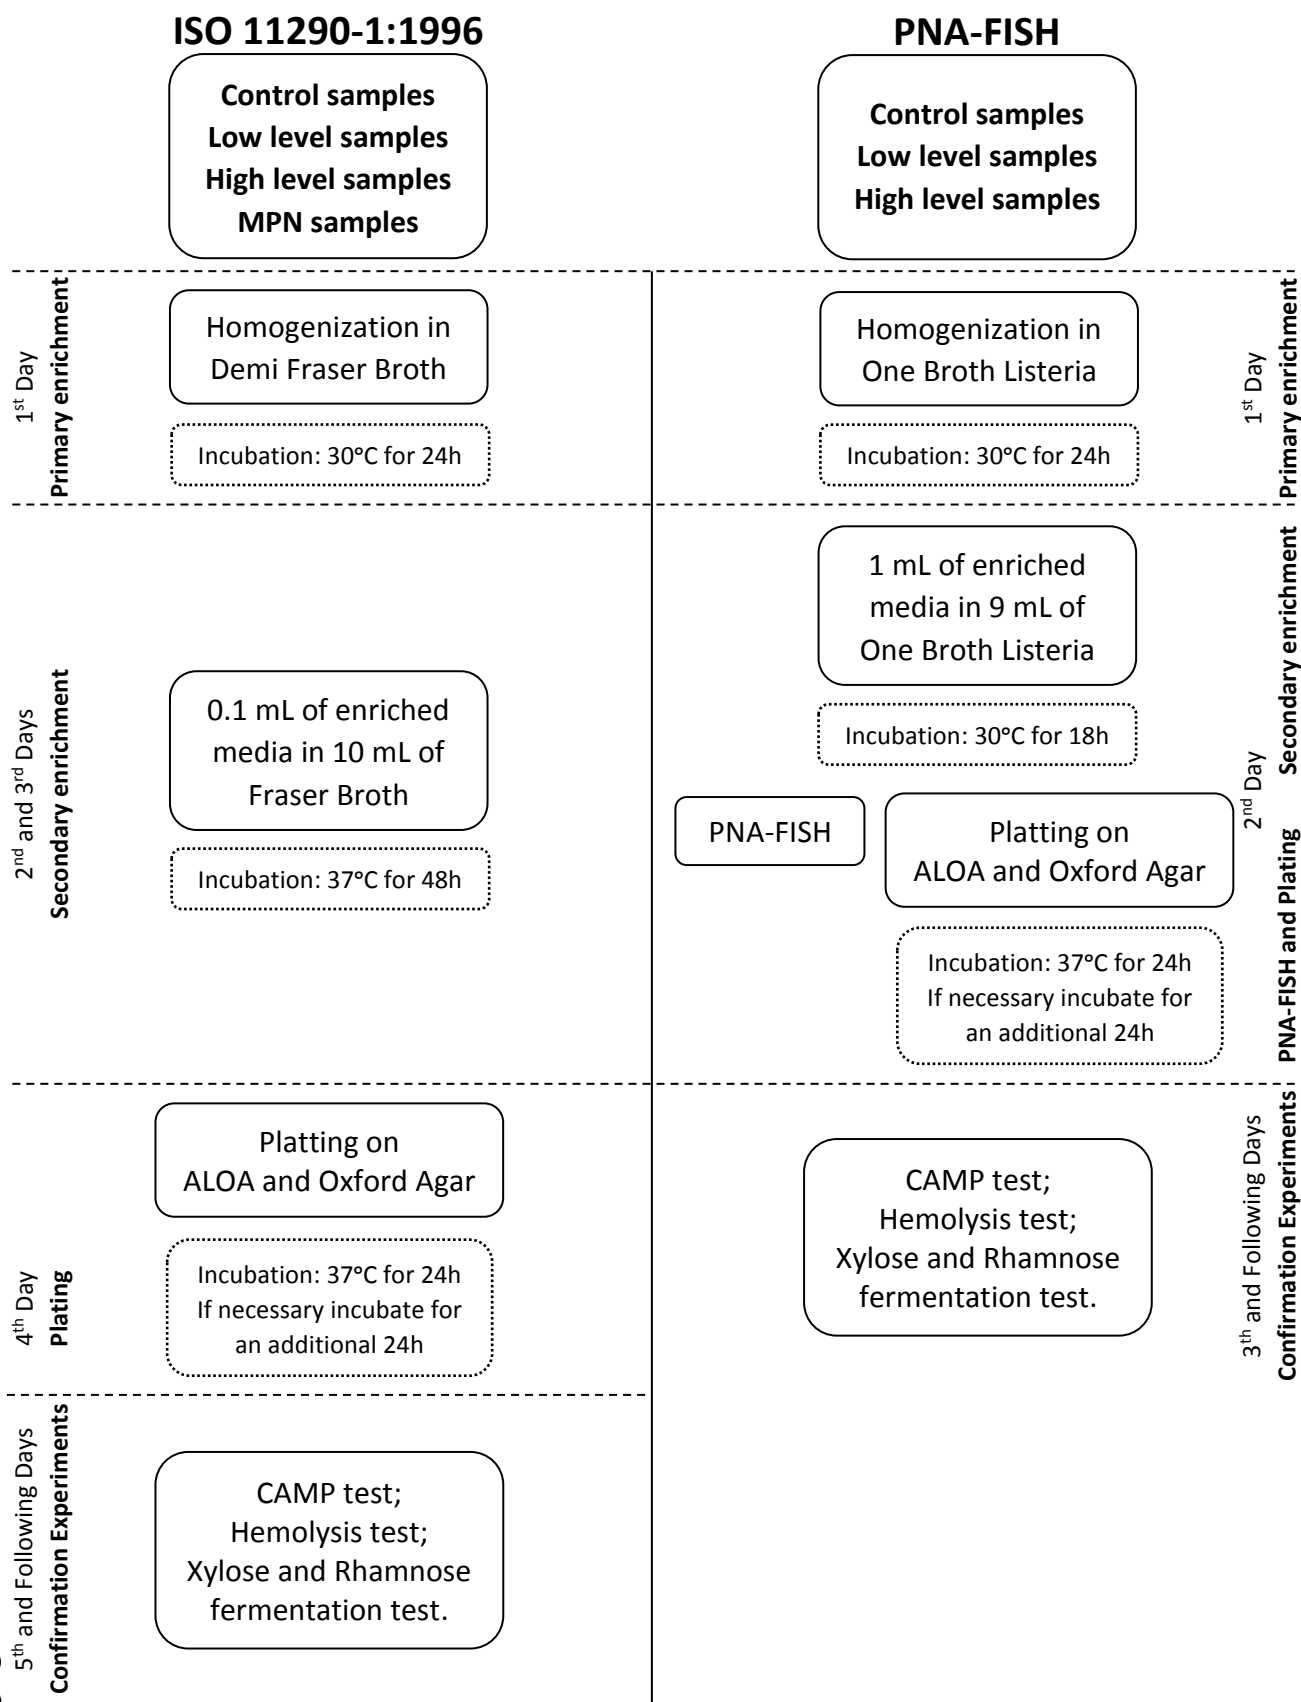 ISO 11290-1:1996
Control samples
Low level samples
High level samples
MPN samples
1st Day
Primary enrichment
Homogenization in
Demi Fraser Broth
Incubation: 30°C for 24h
2nd and 3rd Days
Secondary enrichment
0.1 mL of enriched
media in 10 mL of
Fraser Broth
Incubation: 37°C for 48h
4th Day
Plating
Platting on
ALOA and Oxford Agar
Incubation: 37°C for 24h
If necessary incubate for
an additional 24h
5th and Following Days
Confirmation Experiments
CAMP test;
Hemolysis test;
Xylose and Rhamnose
fermentation test.
PNA-FISH
Control samples
Low level samples
High level samples
Homogenization in
One Broth Listeria
Incubation: 30°C for 24h
1st Day
Primary enrichment
1 mL of enriched
media in 9 mL of
One Broth Listeria
Incubation: 30°C for 18h
PNA-FISH
Platting on
ALOA and Oxford Agar
Incubation: 37°C for 24h
If necessary incubate for
an additional 24h
2nd Day
Secondary enrichment
PNA-FISH and Plating
CAMP test;
Hemolysis test;
Xylose and Rhamnose
fermentation test.
3th and Following Days
Confirmation Experiments